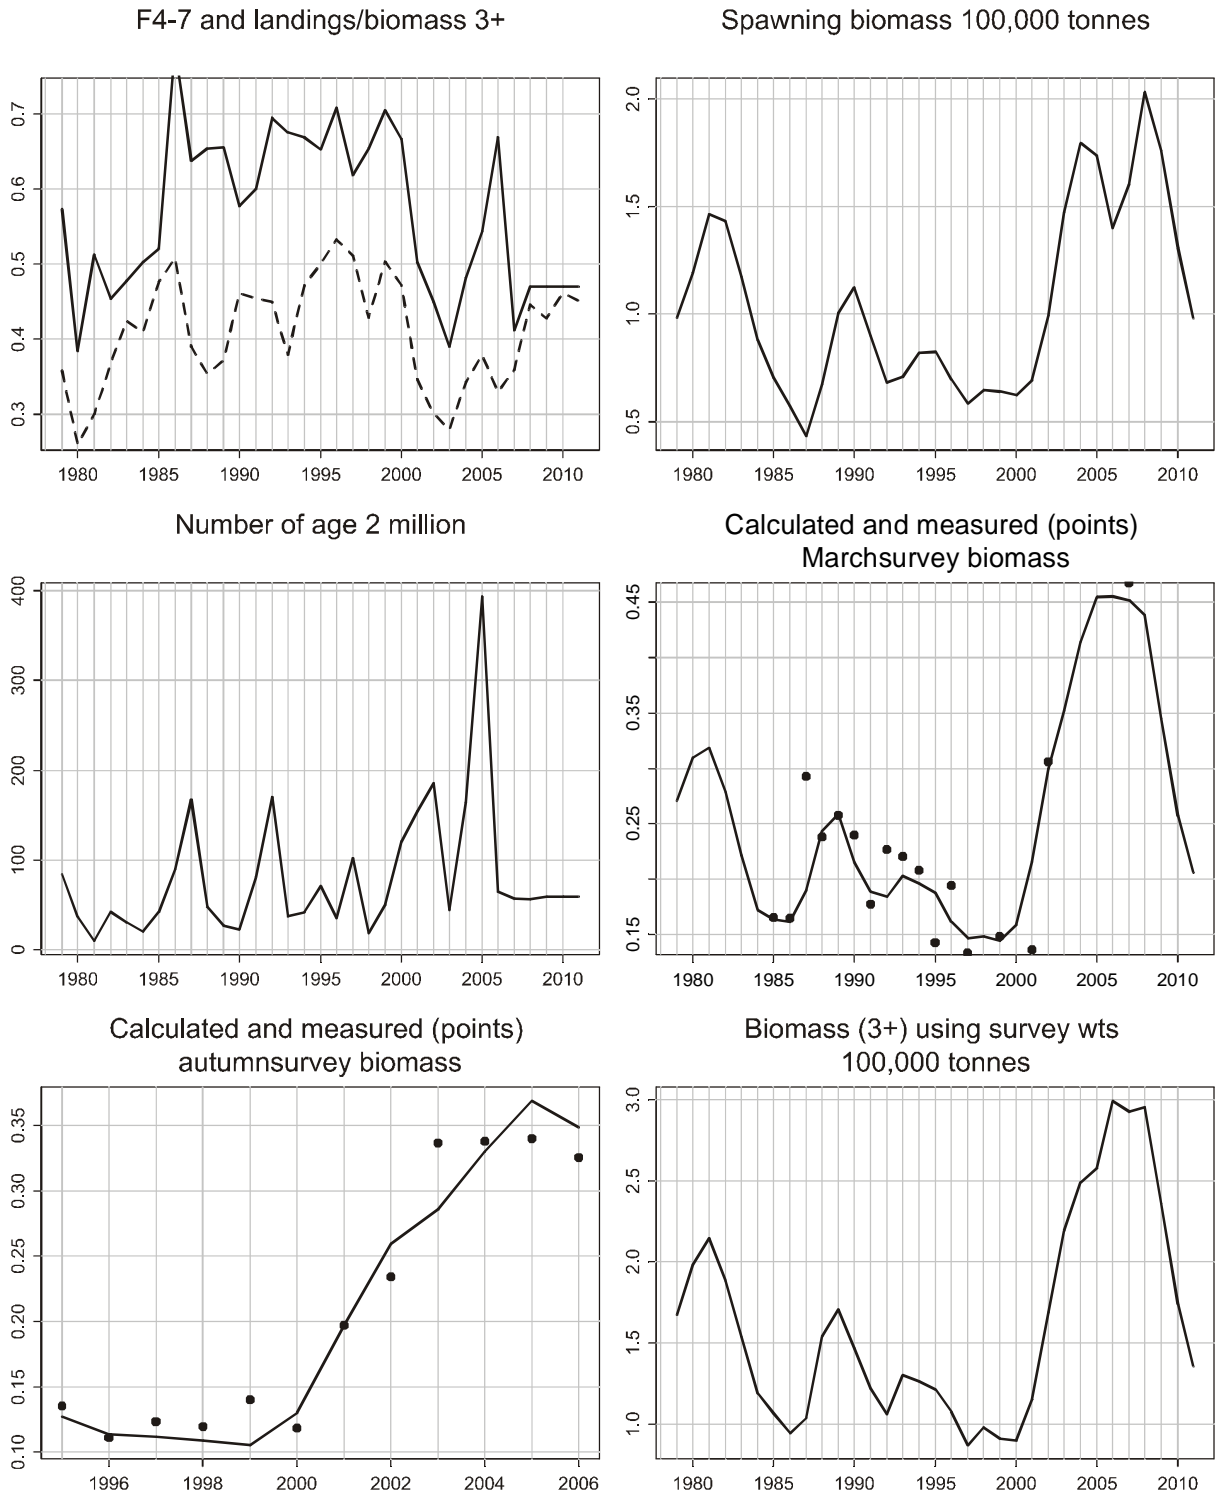 F4-7 and landings/biomass 3+
0.7
0.6
0.5
0.4
0.3
1980 1985 1990 1995 2000 2005 2010
Spawning biomass 100,000 tonnes
2.0
1.5
1.0
0.5
1980 1985 1990 1995 2000 2005 2010
Number of age 2 million
400
300
200
100
0
1980 1985 1990 1995 2000 2005 2010
Calculated and measured (points)
Marchsurvey biomass
0.45
0.35
0.25
0.15
1980 1985 1990 1995 2000 2005 2010
Calculated and measured (points)
autumnsurvey biomass
0.35
0.30
0.25
0.20
0.15
0.10
1996 1998 2000 2002 2004 2006
Biomass (3+) using survey wts
100,000 tonnes
3.0
2.5
2.0
1.5
1.0
1980 1985 1990 1995 2000 2005 2010